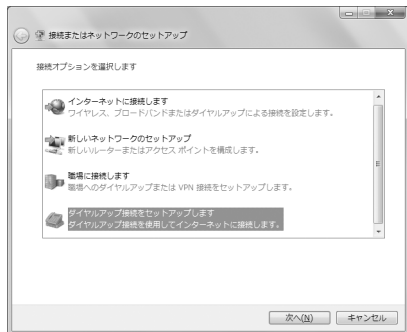 接続またはネットワークのセットアップ
接続オプションを選択します
インターネットに接続します
ワイヤレス、ブロードバンドまたはダイヤルアップによる接続を設定します。
新しいネットワークのセットアップ
新しいルーターまたはアクセス ポイントを構成します。
職場に接続します
職場へのダイヤルアップまたは VPN 接続をセットアップします。
ダイヤルアップ接続をセットアップします
ダイヤルアップ接続を使用してインターネットに接続します。
次へ(N)
キャンセル